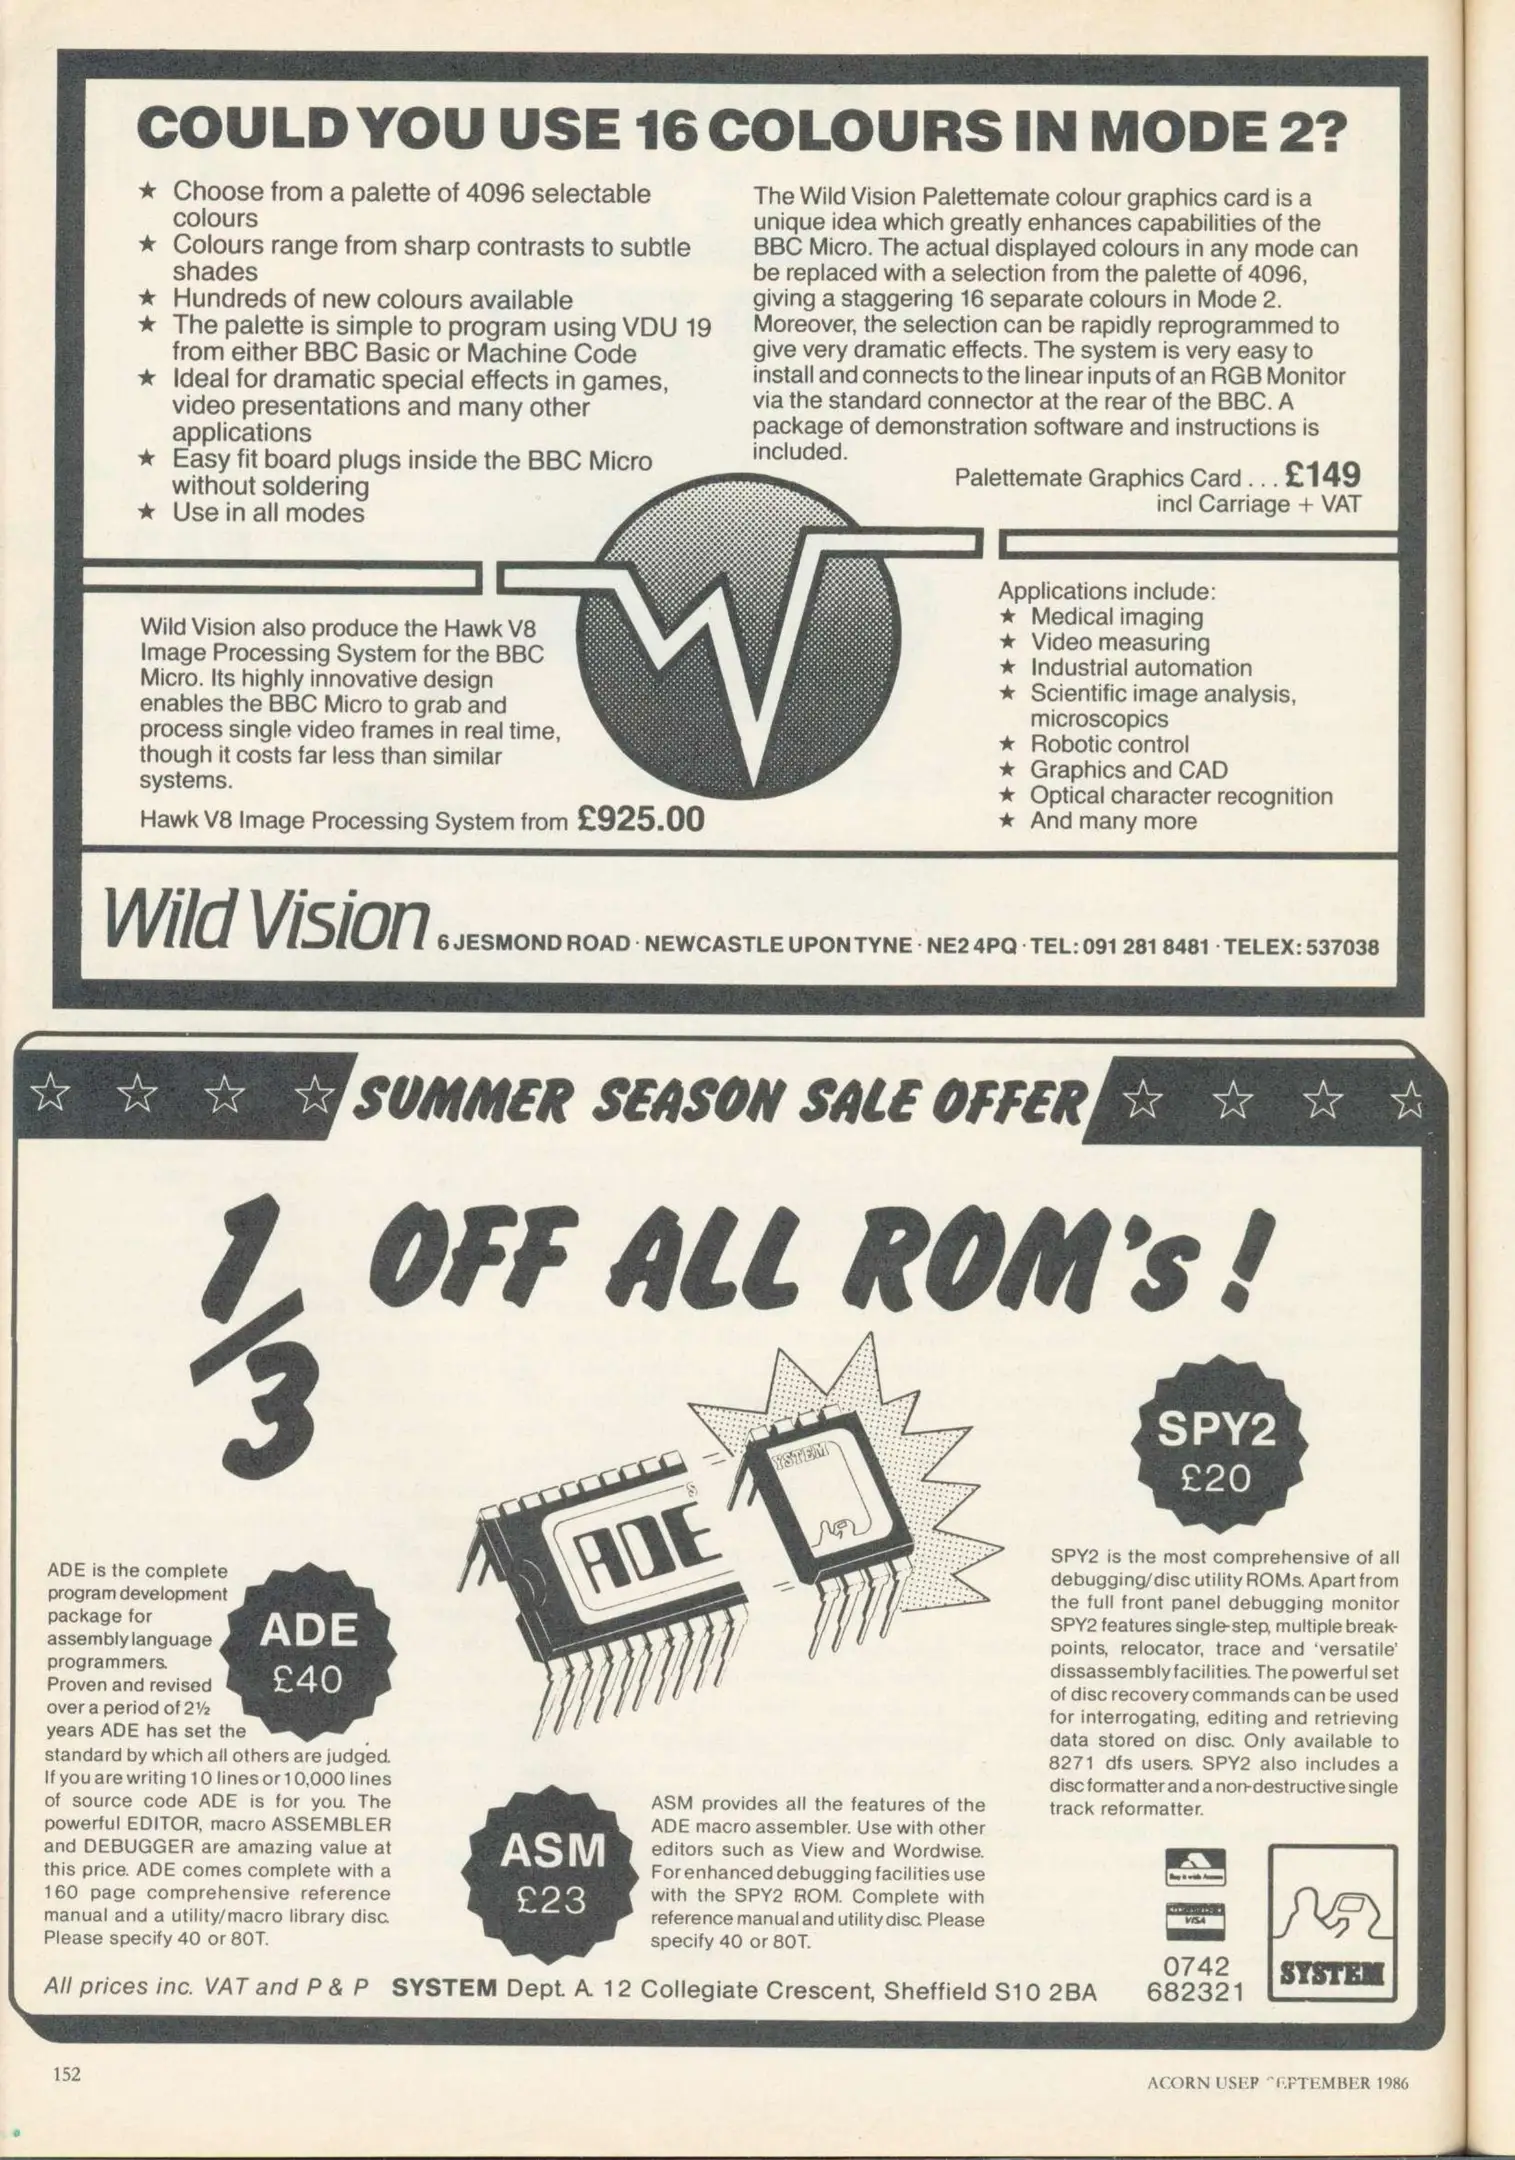 COULD YOU USE 16 COLOURS IN MODE 2?
★ Choose from a palette of 4096 selectable
colours
★ Colours range from sharp contrasts to subtle
shades
★ Hundreds of new colours available
★ The palette is simple to program using VDU 19
from either BBC Basic or Machine Code
★ Ideal for dramatic special effects in games,
video presentations and many other
applications
★ Easy fit board plugs inside the BBC Micro
without soldering
★ Use in all modes
The Wild Vision Palettemate colour graphics card is a
unique idea which greatly enhances capabilities of the
BBC Micro. The actual displayed colours in any mode can
be replaced with a selection from the palette of 4096,
giving a staggering 16 separate colours in Mode 2.
Moreover, the selection can be rapidly reprogrammed to
give very dramatic effects. The system is very easy to
install and connects to the linear inputs of an RGB Monitor
via the standard connector at the rear of the BBC. A
package of demonstration software and instructions is
included.
Palettemate Graphics Card . . . £149
incl Carriage + VAT
Wild Vision also produce the Hawk V8
Image Processing System for the BBC
Micro. Its highly innovative design
enables the BBC Micro to grab and
process single video frames in real time,
though it costs far less than similar
systems.
Hawk V8 Image Processing System from £925.00
Applications include:
★ Medical imaging
★ Video measuring
★ Industrial automation
★ Scientific image analysis,
microscopics
★ Robotic control
★ Graphics and CAD
★ Optical character recognition
★ And many more
Wild Vision 6 JESMOND ROAD · NEWCASTLE UPON TYNE · NE2 4PQ · TEL: 091 281 8481 · TELEX: 537038
SUMMER SEASON SALE OFFER
1/3 OFF ALL ROM's!
SPY2
£20
ADE
S
YSTEM
ADE is the complete
program development
package for
assembly language
programmers.
Proven and revised
over a period of 2½
years ADE has set the
standard by which all others are judged.
If you are writing 10 lines or 10,000 lines
of source code ADE is for you. The
powerful EDITOR, macro ASSEMBLER
and DEBUGGER are amazing value at
this price. ADE comes complete with a
160 page comprehensive reference
manual and a utility/macro library disc.
Please specify 40 or 80T.
ADE
£40
ASM
£23
ASM provides all the features of the
ADE macro assembler. Use with other
editors such as View and Wordwise.
For enhanced debugging facilities use
with the SPY2 ROM. Complete with
reference manual and utility disc. Please
specify 40 or 80T.
SPY2 is the most comprehensive of all
debugging/disc utility ROMs. Apart from
the full front panel debugging monitor
SPY2 features single-step, multiple break-
points, relocator, trace and 'versatile'
dissassembly facilities. The powerful set
of disc recovery commands can be used
for interrogating, editing and retrieving
data stored on disc. Only available to
8271 dfs users. SPY2 also includes a
disc formatter and a non-destructive single
track reformatter.
VISA
0742
682321
SYSTEM
All prices inc. VAT and P & P SYSTEM Dept. A. 12 Collegiate Crescent, Sheffield S10 2BA
152
ACORN USER SEPTEMBER 1986